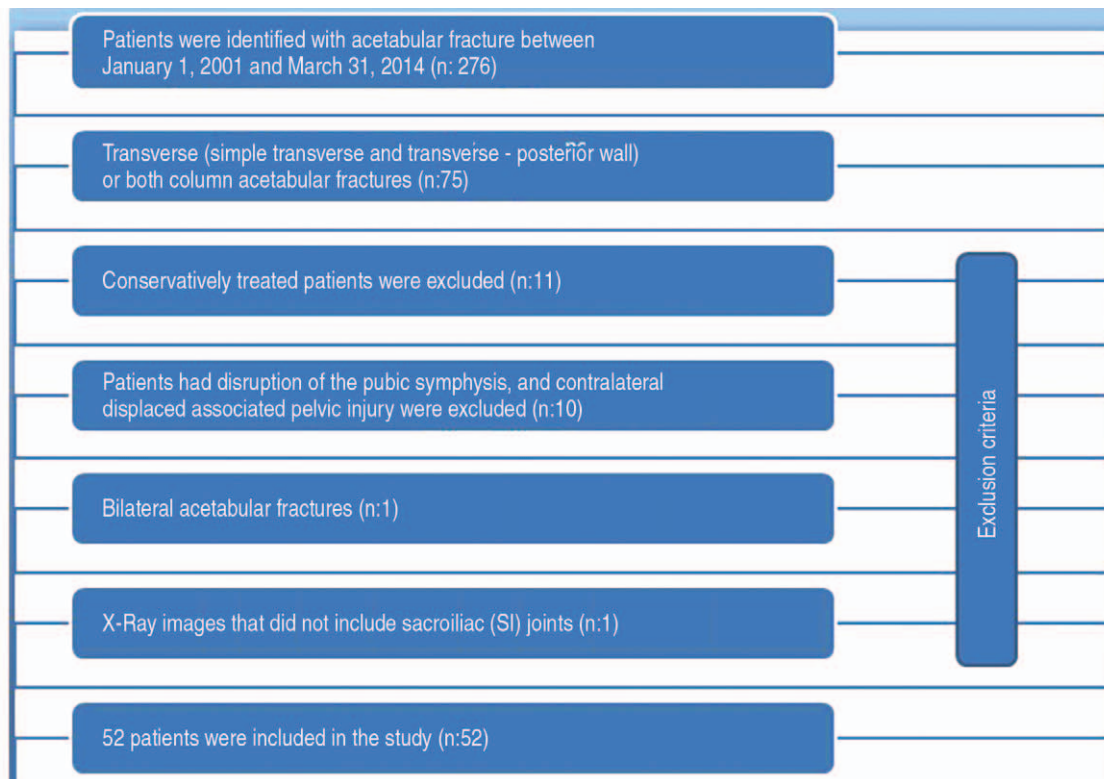 Patients were identified with acetabular fracture between
January 1, 2001 and March 31, 2014 (n: 276)
Transverse (simple transverse and transverse - posterior wall)
or both column acetabular fractures (n:75)
Conservatively treated patients were excluded (n:11)
Patients had disruption of the pubic symphysis, and contralateral
displaced associated pelvic injury were excluded (n:10)
Bilateral acetabular fractures (n:1)
X-Ray images that did not include sacroiliac (SI) joints (n:1)
52 patients were included in the study (n:52)
Exclusion criteria